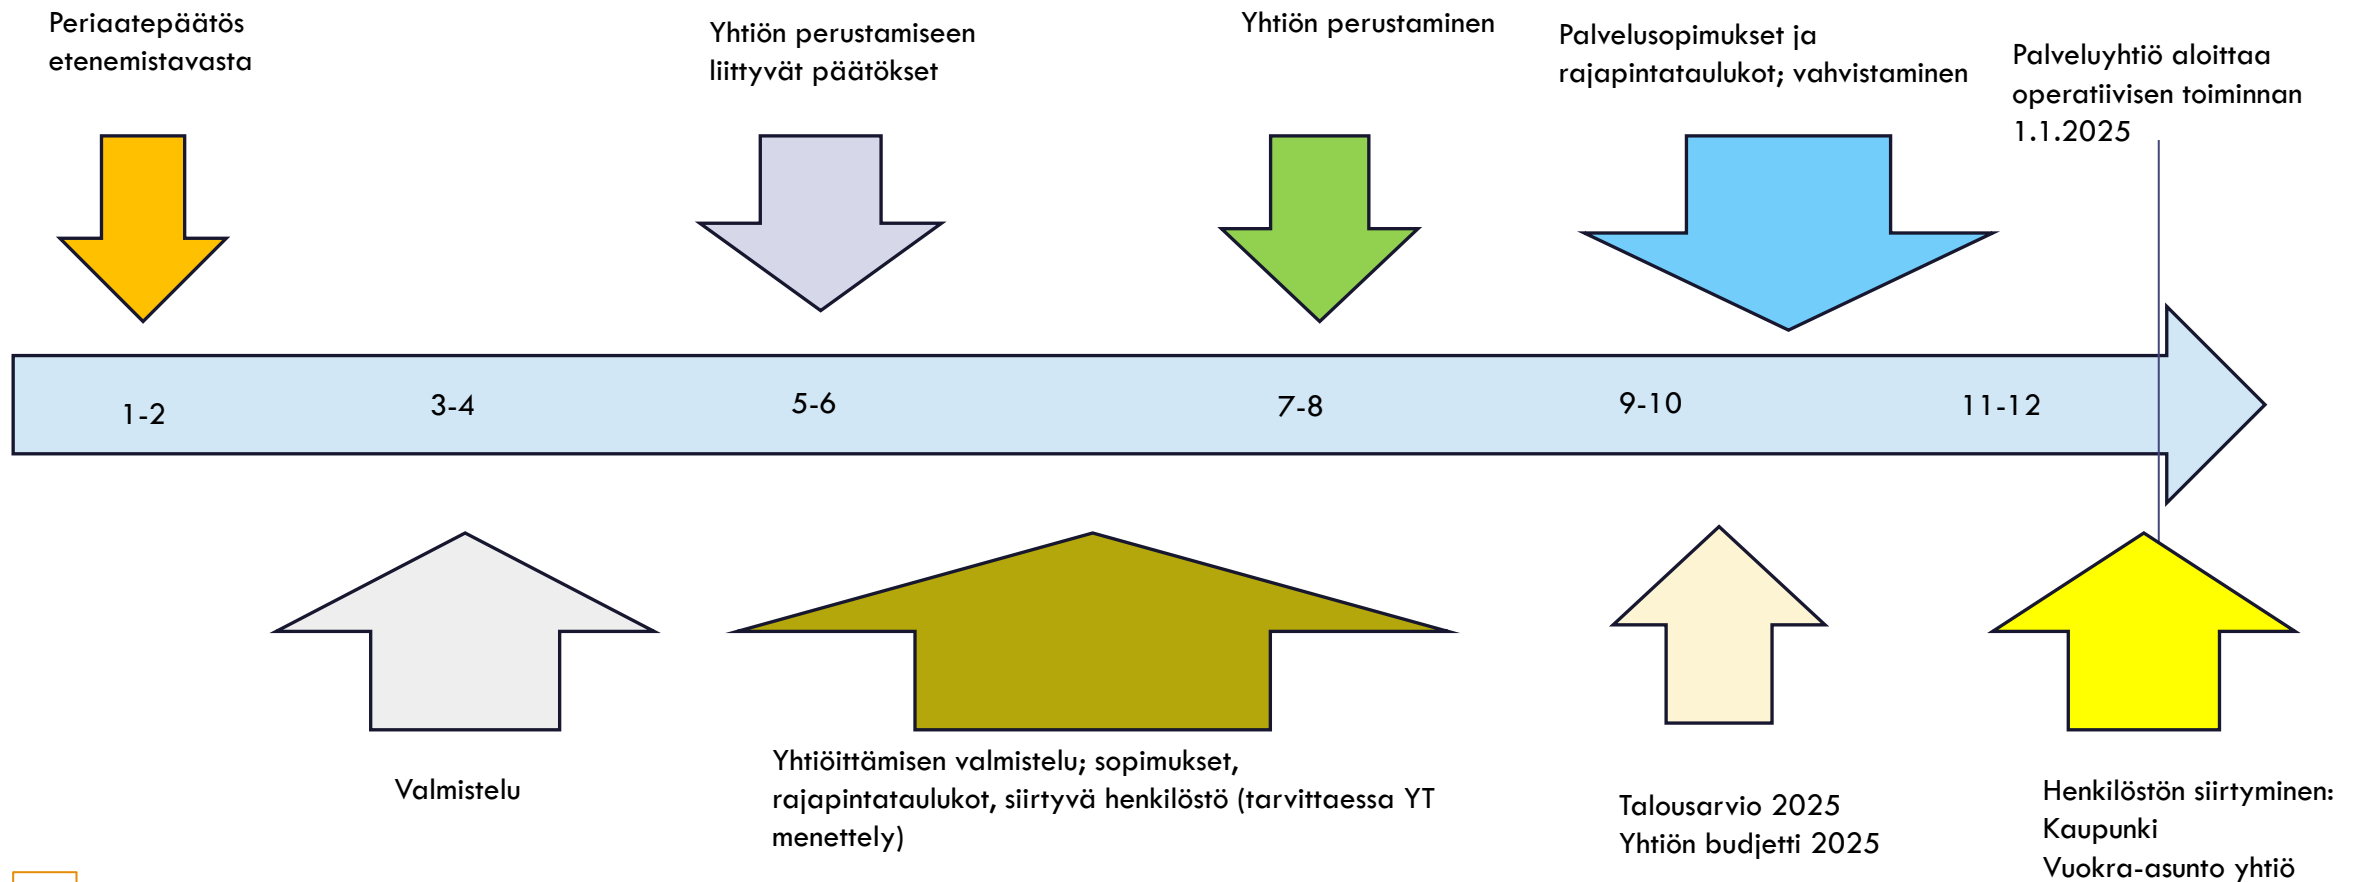 Periaatepäätös
etenemistavasta
Yhtiön perustamiseen
liittyvät päätökset
Yhtiön perustaminen
Palvelusopimukset ja
rajapintataulukot; vahvistaminen
Palveluyhtiö aloittaa
operatiivisen toiminnan
1.1.2025
1-2
3-4
5-6
7-8
9-10
11-12
Valmistelu
Yhtiöittämisen valmistelu; sopimukset,
rajapintataulukot, siirtyvä henkilöstö (tarvittaessa YT
menettely)
Talousarvio 2025
Yhtiön budjetti 2025
Henkilöstön siirtyminen:
Kaupunki
Vuokra-asunto yhtiö